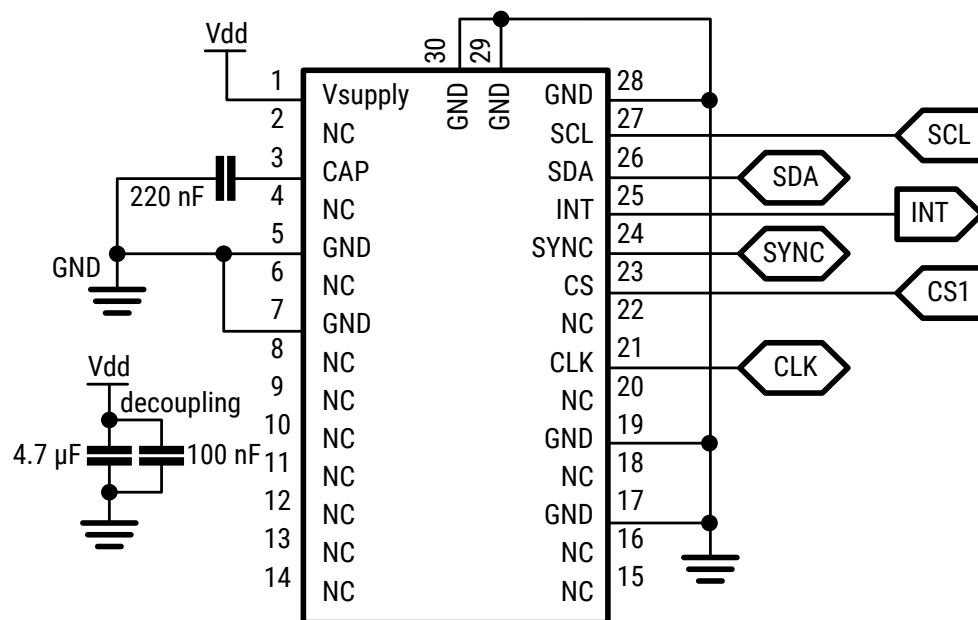 Vdd
30
29
GND
GND
1
Vsupply
2
NC
3
CAP
220 nF
4
NC
5
GND
GND
6
NC
7
GND
8
NC
Vdd
decoupling
4.7 µF
100 nF
9
NC
10
NC
11
NC
12
NC
13
NC
14
NC
28
GND
27
SCL
SCL
26
SDA
SDA
25
INT
INT
24
SYNC
SYNC
23
CS
CS1
22
NC
21
CLK
CLK
20
NC
19
GND
18
NC
17
GND
16
NC
15
NC